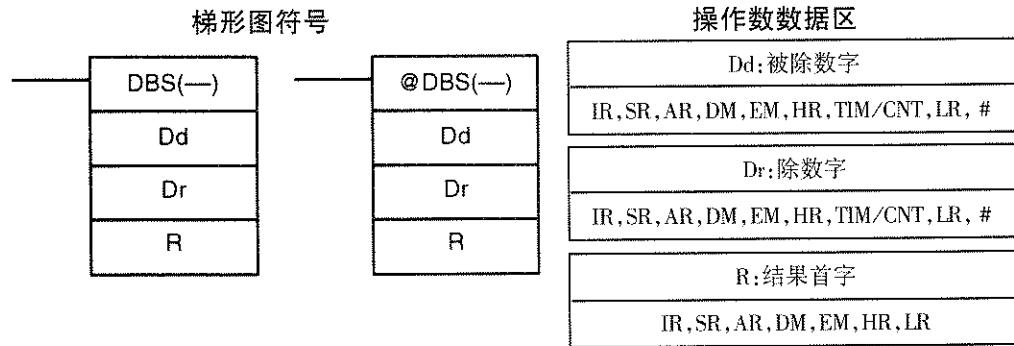 梯形图符号
DBS(—)
Dd
Dr
R
@DBS(—)
Dd
Dr
R
操作数数据区
Dd:被除数字
IR,SR,AR,DM,EM,HR,TIM/CNT,LR, #
Dr:除数字
IR,SR,AR,DM,EM,HR,TIM/CNT,LR, #
R:结果首字
IR,SR,AR,DM,EM,HR,LR